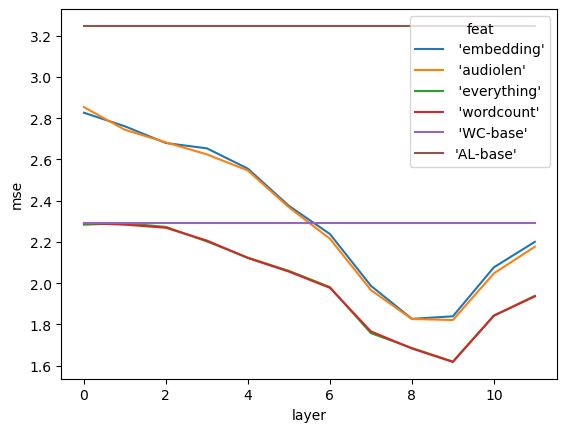 feat
'embedding'
'audiolen'
'everything'
'wordcount'
'WC-base'
'AL-base'
3.2
3.0
2.8
2.6
2.4
2.2
2.0
1.8
1.6
mse
0
2
4
6
8
10
layer